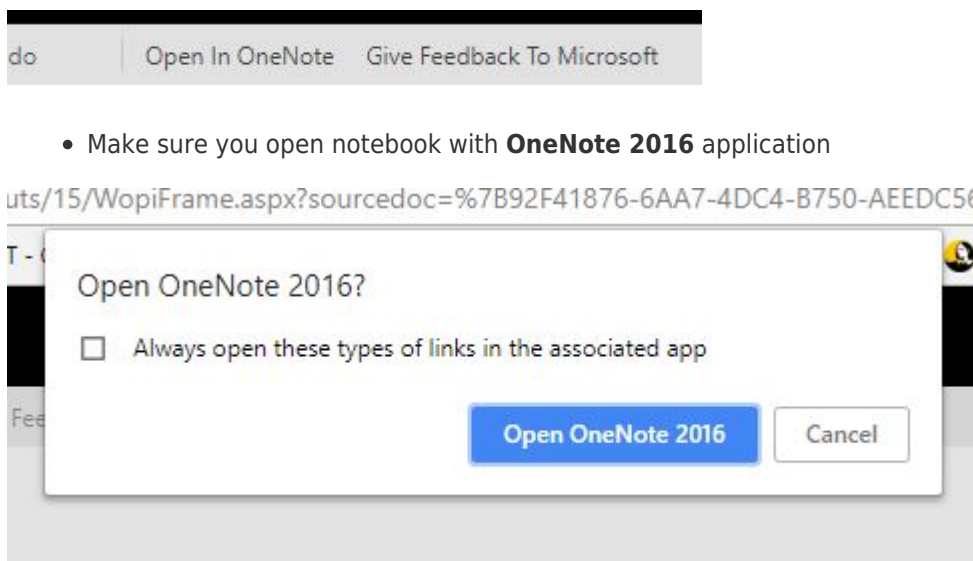 do Open In OneNote Give Feedback To Microsoft
• Make sure you open notebook with OneNote 2016 application
uts/15/WopiFrame.aspx?sourcedoc=%7B92F41876-6AA7-4DC4-B750-AEEDC56
T - (
Open OneNote 2016?
Always open these types of links in the associated app
Fee
Open OneNote 2016 Cancel